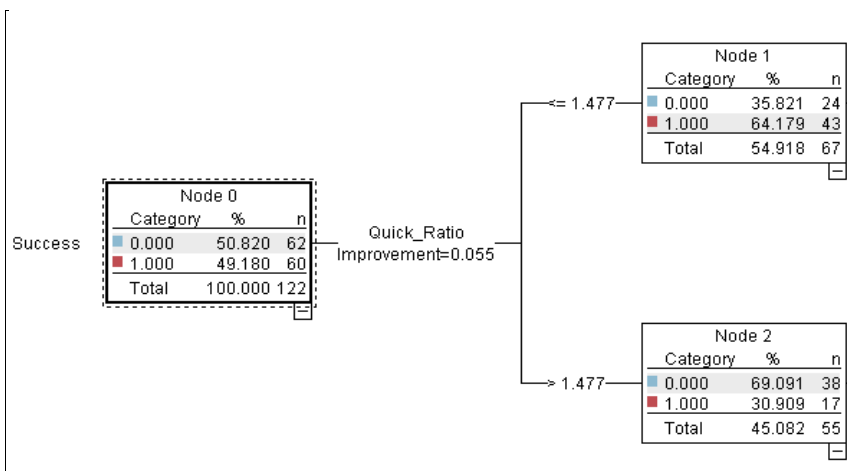 Success
Node 0
Category % n
0.000 50.820 62
1.000 49.180 60
Total 100.000 122
Quick_Ratio
Improvement=0.055
<= 1.477
Node 1
Category % n
0.000 35.821 24
1.000 64.179 43
Total 54.918 67
> 1.477
Node 2
Category % n
0.000 69.091 38
1.000 30.909 17
Total 45.082 55